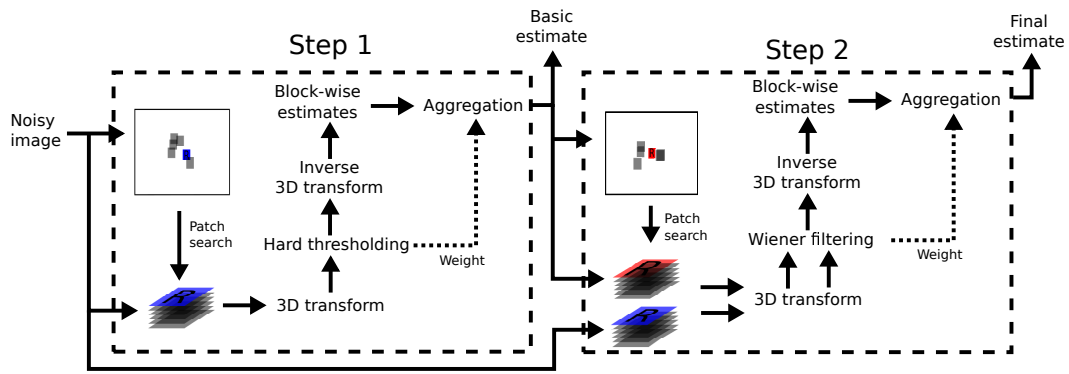 Step 1
Noisy
image
Patch
search
R
3D transform
Hard thresholding
Weight
Inverse
3D transform
Block-wise
estimates
Aggregation
Basic
estimate
Step 2
R
Patch
search
R
R
3D transform
Wiener filtering
Weight
Inverse
3D transform
Block-wise
estimates
Aggregation
Final
estimate